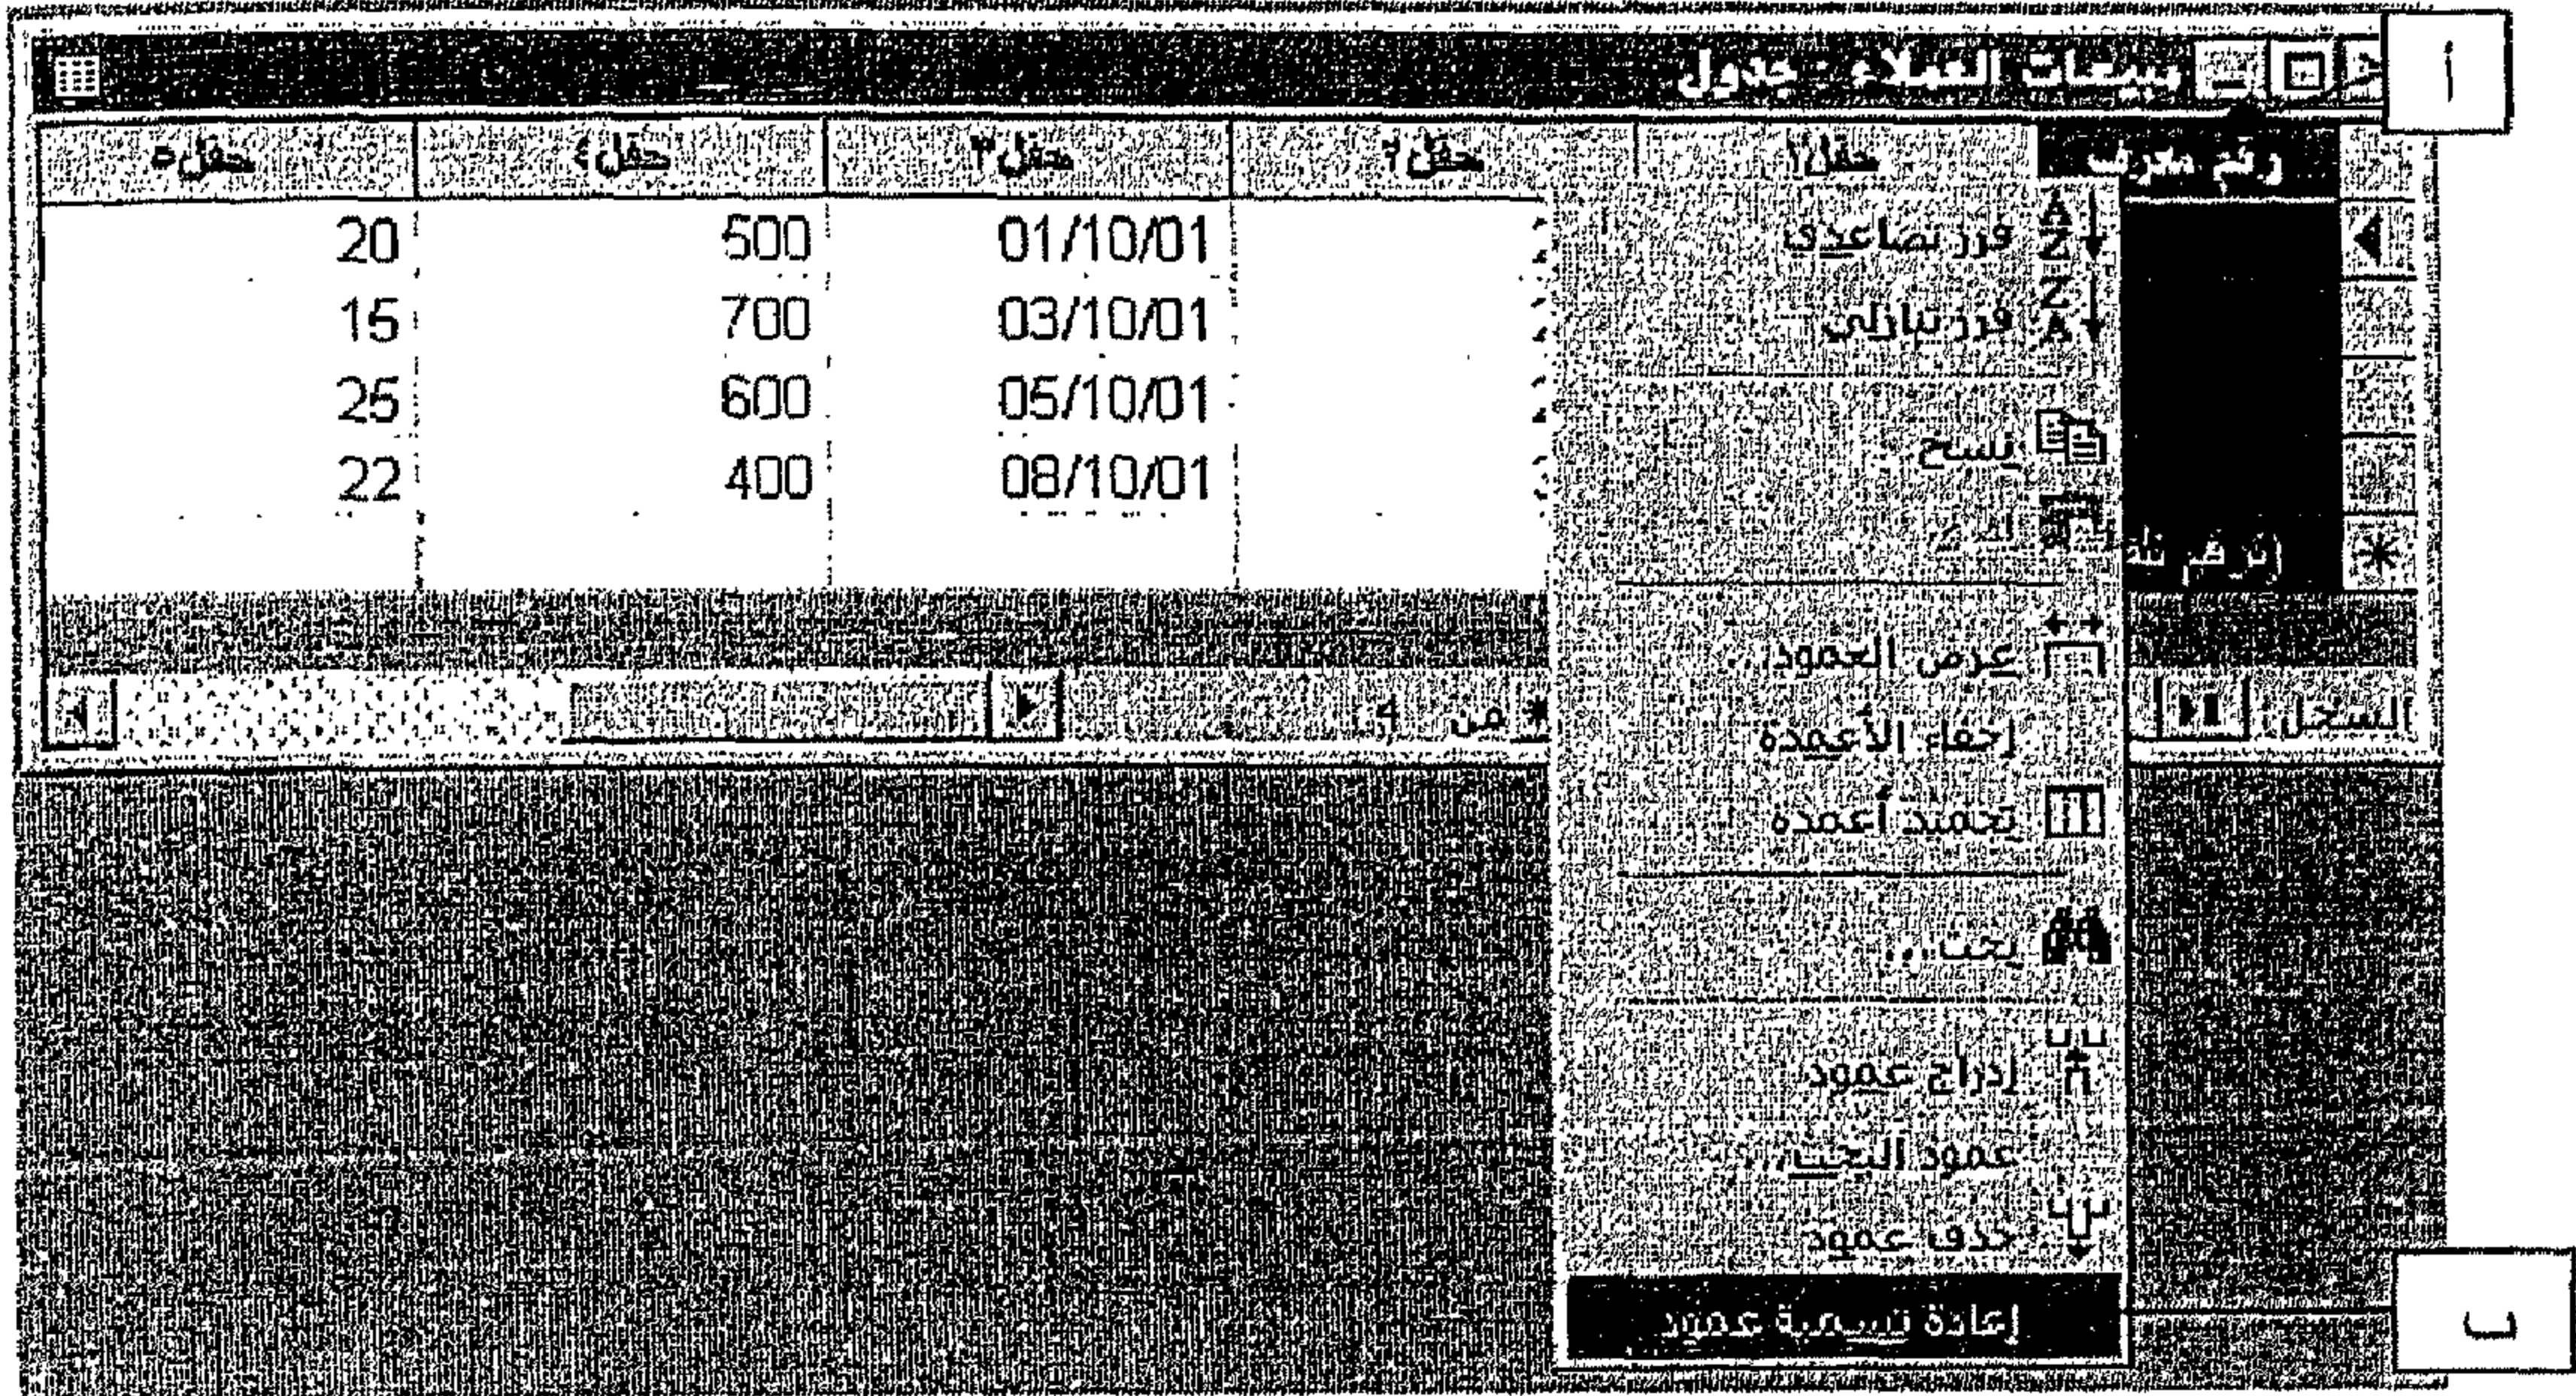 أ
مبيعات العملاء - جدول
رقم معرف حقل١ حقل٢ حقل٣ حقل٤ حقل٥
01/10/01 500 20
03/10/01 700 15
05/10/01 600 25
08/10/01 400 22
فرز تصاعدي
فرز تنازلي
نسخ
عرض العمود...
إخفاء الأعمدة
تجميد أعمدة
بحث...
إدراج عمود
عمود البحث...
حذف عمود
إعادة تسمية عمود
السجل
* من 4
ب